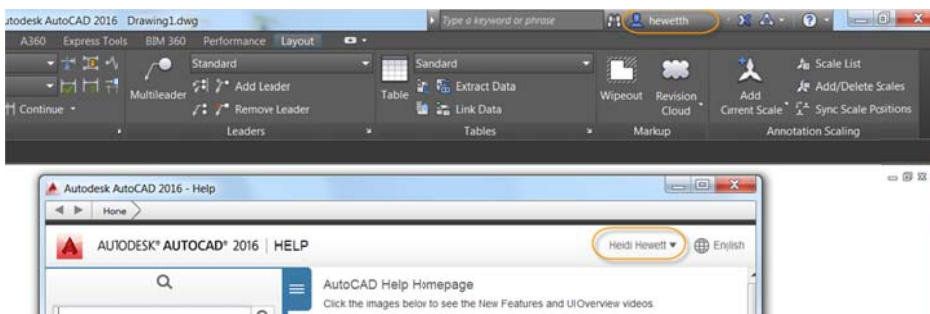 utodesk AutoCAD 2016 Drawing1.dwg Type a keyword or phrase hewetth
A360 Express Tools BIM 360 Performance Layout
Standard Sandard Scale List
Multileader Add Leader Table Extract Data Wipeout Revision Cloud Add Current Scale Add/Delete Scales
Continue Remove Leader Link Data Sync Scale Positions
Leaders Tables Markup Annotation Scaling
Autodesk AutoCAD 2016 - Help
Home
AUTODESK® AUTOCAD® 2016 | HELP Heidi Hewett English
AutoCAD Help Homepage
Click the images below to see the New Features and UI Overview videos.